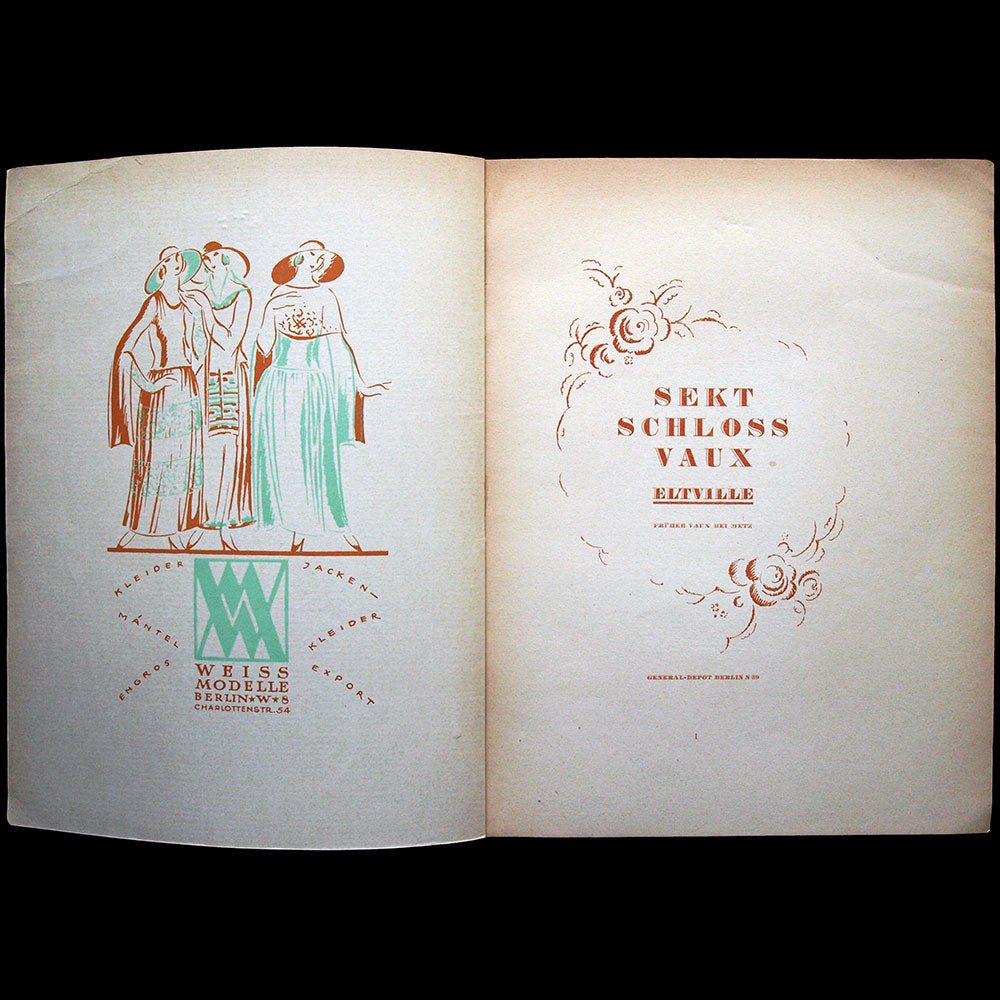 KLEIDER
MÄNTEL
ENGROS
JACKEN-
KLEIDER
EXPORT
WM
WEISS
MODELLE
BERLIN★W★8
CHARLOTTENSTR. 54
SEKT
SCHLOSS
VAUX
ELTVILLE
FRÜHER VAUX BEI METZ
GENERAL-DEPOT BERLIN N 39